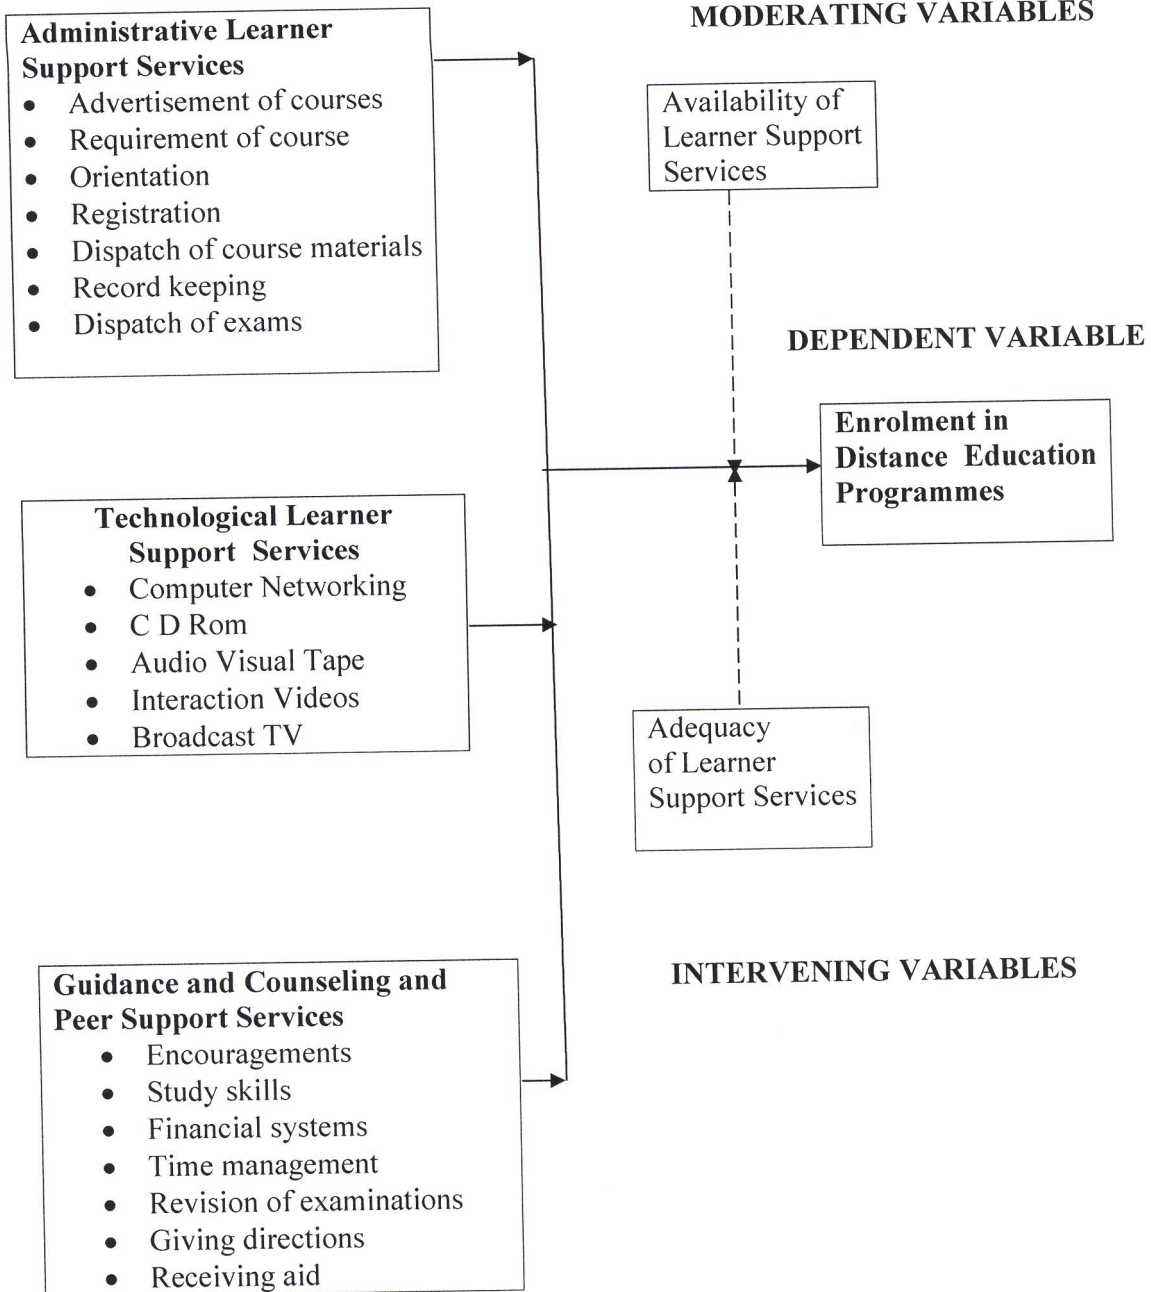 Administrative Learner
Support Services
• Advertisement of courses
• Requirement of course
• Orientation
• Registration
• Dispatch of course materials
• Record keeping
• Dispatch of exams
MODERATING VARIABLES
Availability of
Learner Support
Services
DEPENDENT VARIABLE
Enrolment in
Distance Education
Programmes
Technological Learner
Support Services
• Computer Networking
• C D Rom
• Audio Visual Tape
• Interaction Videos
• Broadcast TV
Adequacy
of Learner
Support Services
Guidance and Counseling and
Peer Support Services
• Encouragements
• Study skills
• Financial systems
• Time management
• Revision of examinations
• Giving directions
• Receiving aid
INTERVENING VARIABLES